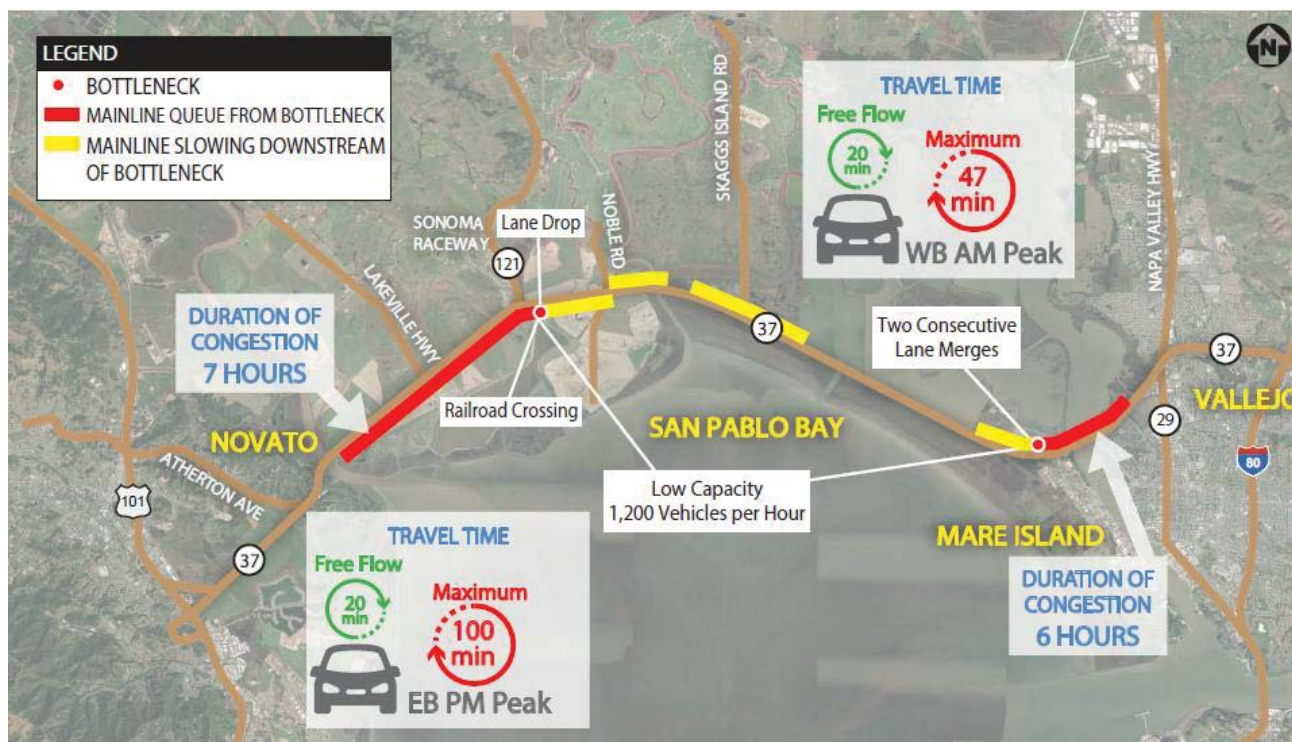 LEGEND
BOTTLENECK
MAINLINE QUEUE FROM BOTTLENECK
MAINLINE SLOWING DOWNSTREAM
OF BOTTLENECK
N
TRAVEL TIME
Free Flow
20
min
Maximum
47
min
WB AM Peak
SKAGGS ISLAND RD
NAPA VALLEY HWY
SONOMA
RACEWAY
121
Lane Drop
NOBLE RD
LAKEVILLE HWY
DURATION OF
CONGESTION
7 HOURS
37
Two Consecutive
Lane Merges
37
VALLEJO
29
80
Railroad Crossing
NOVATO
SAN PABLO BAY
ATHERTON AVE
101
37
Low Capacity
1,200 Vehicles per Hour
MARE ISLAND
TRAVEL TIME
Free Flow
20
min
Maximum
100
min
EB PM Peak
DURATION OF
CONGESTION
6 HOURS